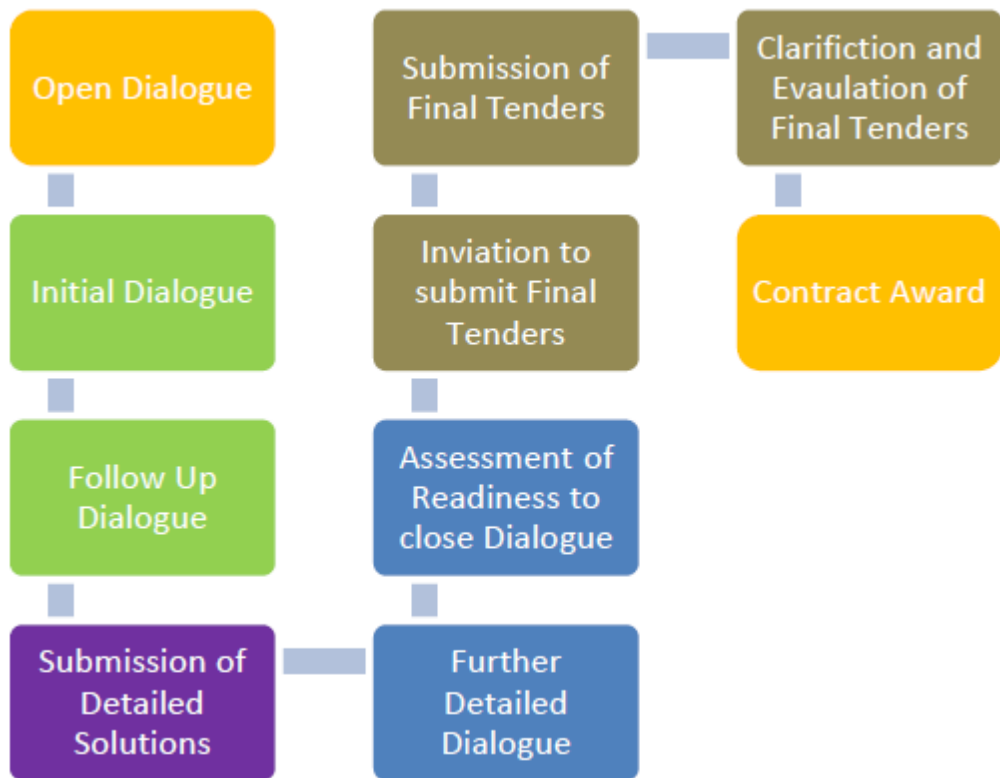 Open Dialogue
Initial Dialogue
Follow Up
Dialogue
Submission of
Detailed
Solutions
Further
Detailed
Dialogue
Assessment of
Readiness to
close Dialogue
Inviation to
submit Final
Tenders
Submission of
Final Tenders
Clarifiction and
Evaulation of
Final Tenders
Contract Award